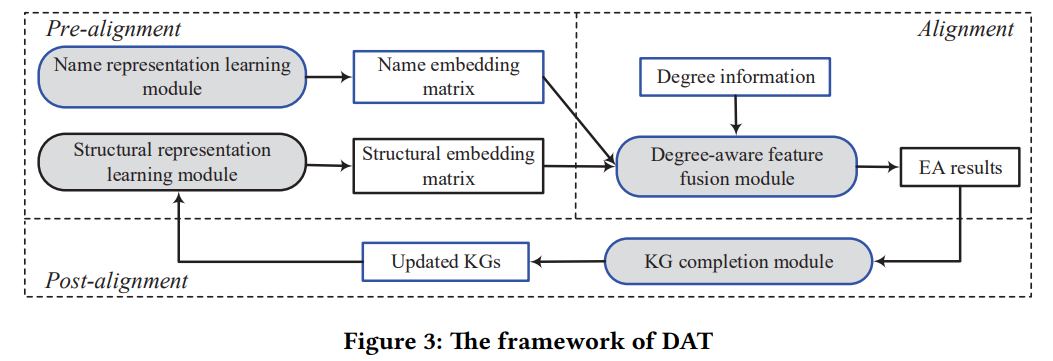 Pre-alignment
Alignment
Name representation learning
module
Name embedding
matrix
Degree information
Structural representation
learning module
Structural embedding
matrix
Degree-aware feature
fusion module
EA results
Updated KGs
KG completion module
Post-alignment
Figure 3: The framework of DAT